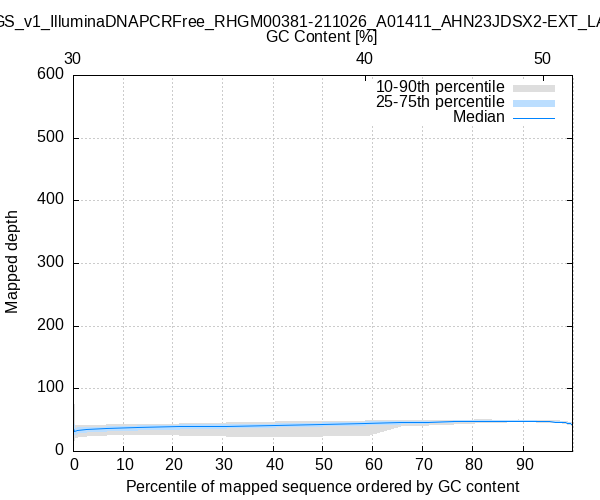 GS_v1_IlluminaDNAPCRFree_RHGM00381-211026_A01411_AHN23JDSX2-EXT_LA
GC Content [%]
30 40 50
600
10-90th percentile
25-75th percentile
Median
500
400
300
200
100
0
Mapped depth
0 10 20 30 40 50 60 70 80 90
Percentile of mapped sequence ordered by GC content